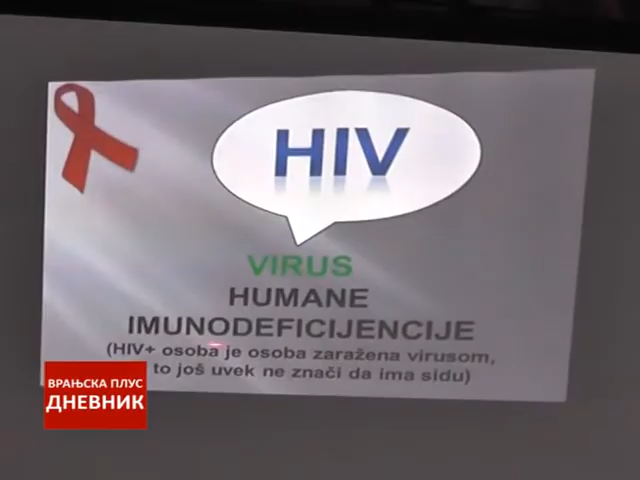 HIV
VIRUS
HUMANE
IMUNODEFICIJENCIJE
(HIV+ osoba je osoba zaražena virusom,
to još uvek ne znači da ima sidu)
ВРАЊСКА ПЛУС
ДНЕВНИК